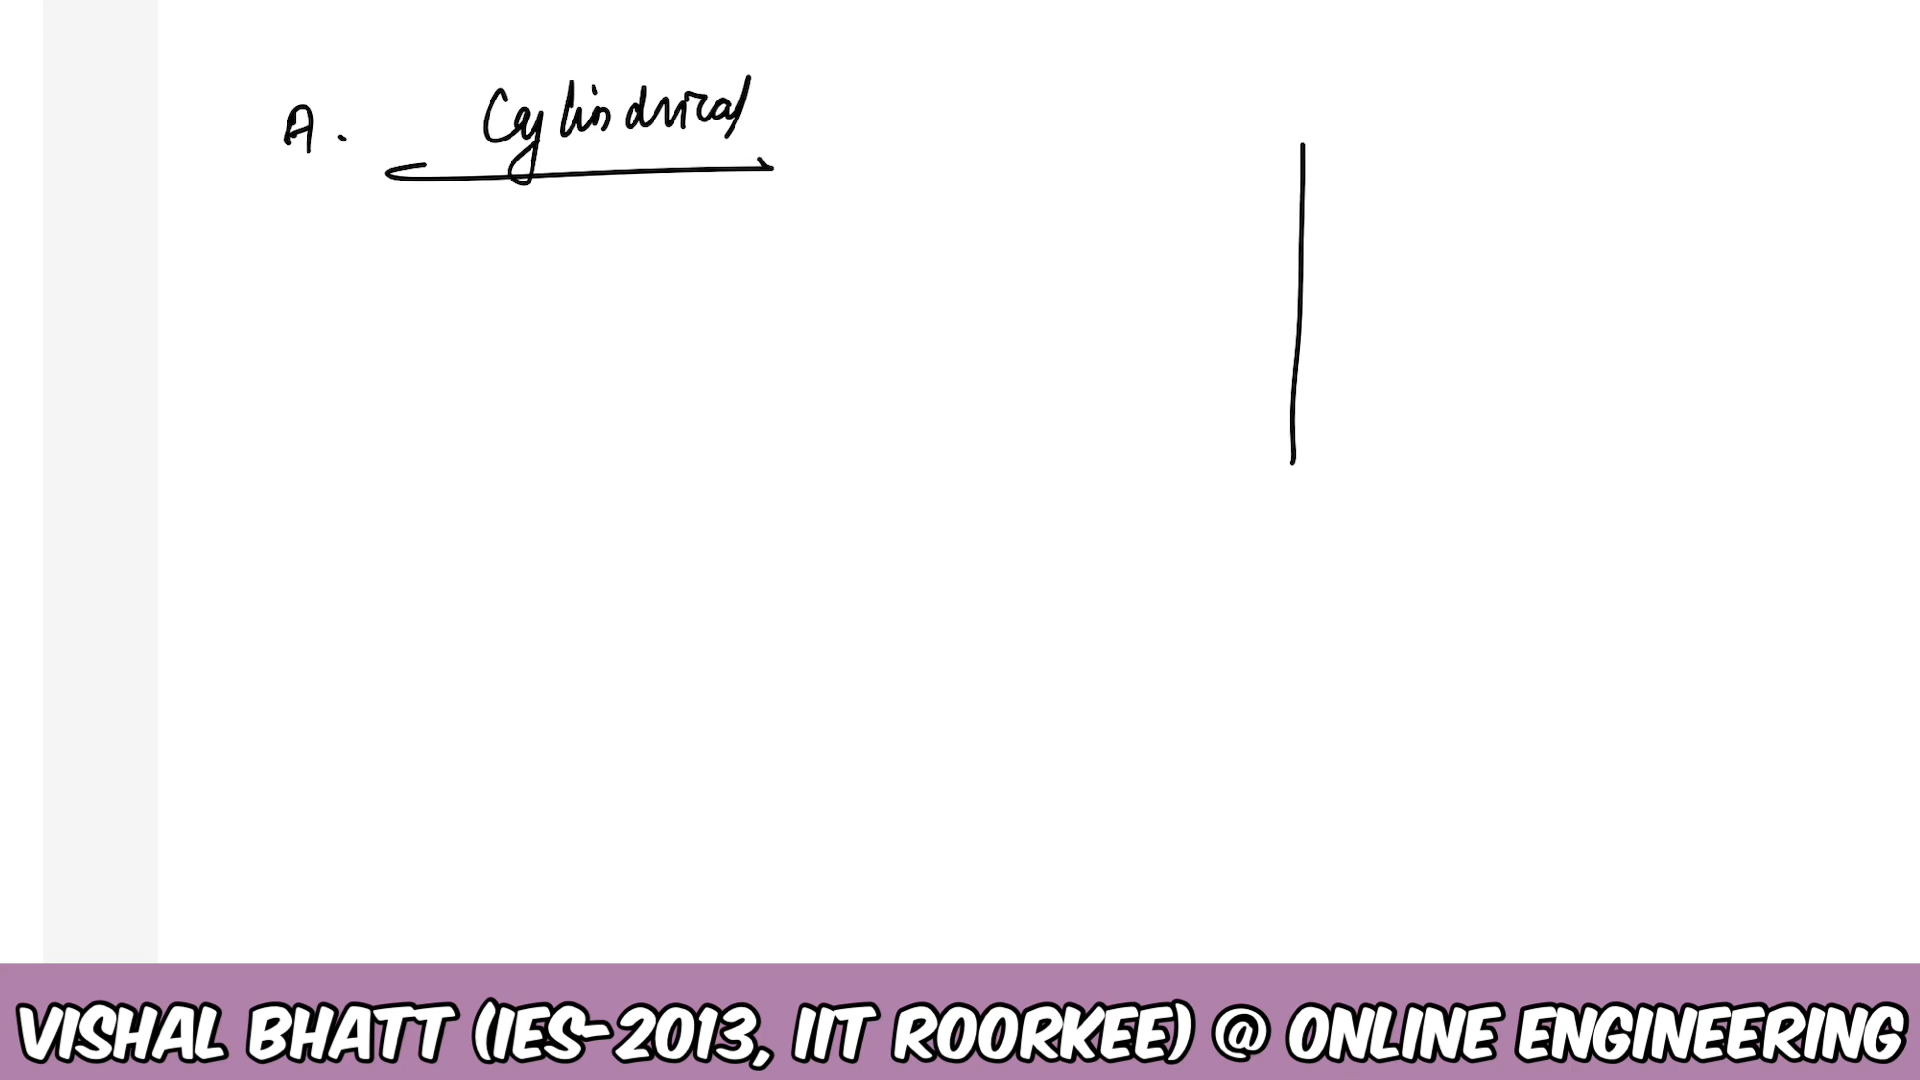 A. Cylindrical
VISHAL BHATT (IES-2013, IIT ROORKEE) @ ONLINE ENGINEERING